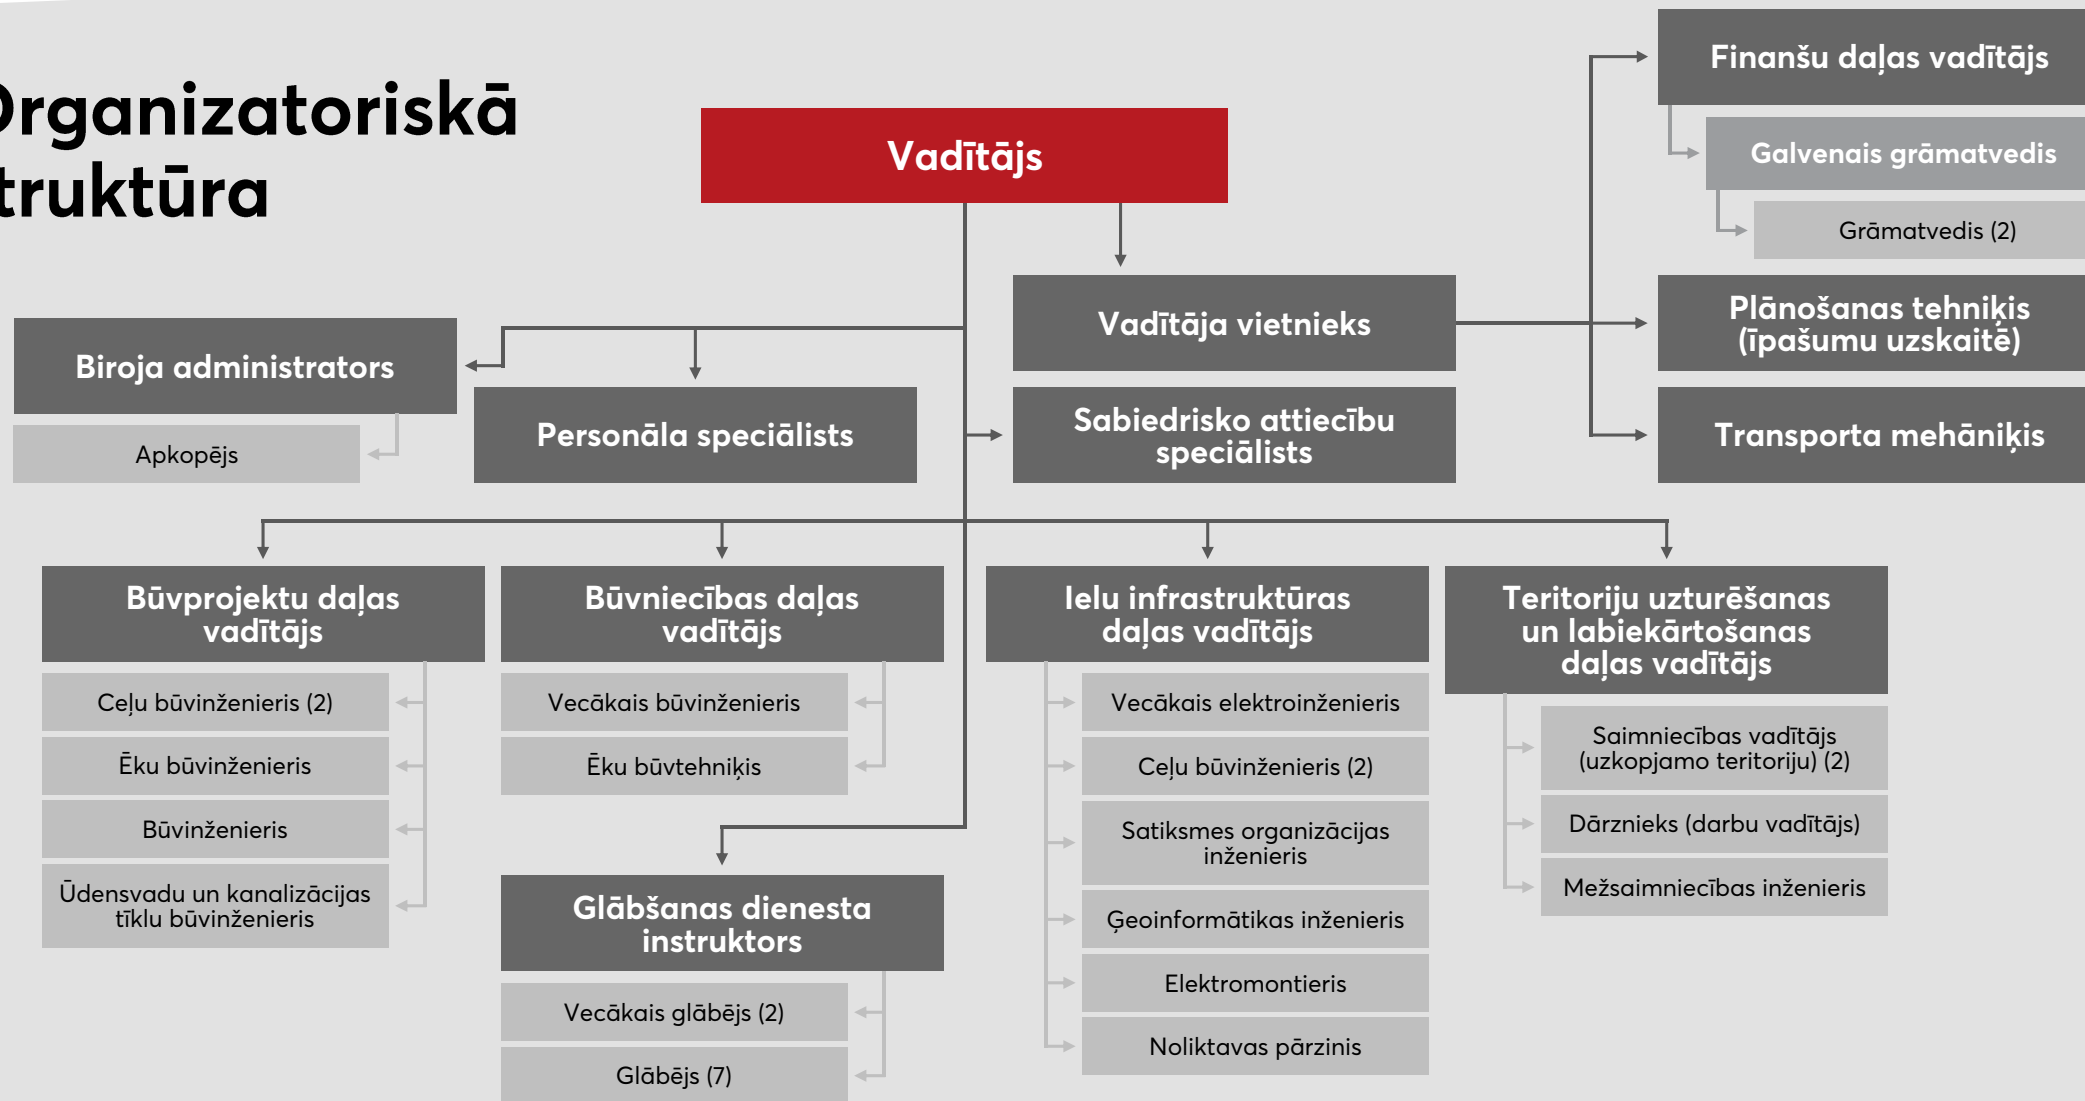 Organizatoriskā
truktūra
Vadītājs
Finanšu daļas vadītājs
Galvenais grāmatvedis
Grāmatvedis (2)
Vadītāja vietnieks
Plānošanas tehniķis
(īpašumu uzskaitē)
Biroja administrators
Apkopējs
Personāla speciālists
Sabiedrisko attiecību
speciālists
Transporta mehāniķis
Būvprojektu daļas
vadītājs
Ceļu būvinženieris (2)
Ēku būvinženieris
Būvinženieris
Ūdensvadu un kanalizācijas
tīklu būvinženieris
Būvniecības daļas
vadītājs
Vecākais būvinženieris
Ēku būvtehniķis
Glābšanas dienesta
instruktors
Vecākais glābējs (2)
Glābējs (7)
Ielu infrastruktūras
daļas vadītājs
Vecākais elektroinženieris
Ceļu būvinženieris (2)
Satiksmes organizācijas
inženieris
Ģeoinformātikas inženieris
Elektromontieris
Noliktavas pārzinis
Teritoriju uzturēšanas
un labiekārtošanas
daļas vadītājs
Saimniecības vadītājs
(uzkopjamo teritoriju) (2)
Dārznieks (darbu vadītājs)
Mežsaimniecības inženieris